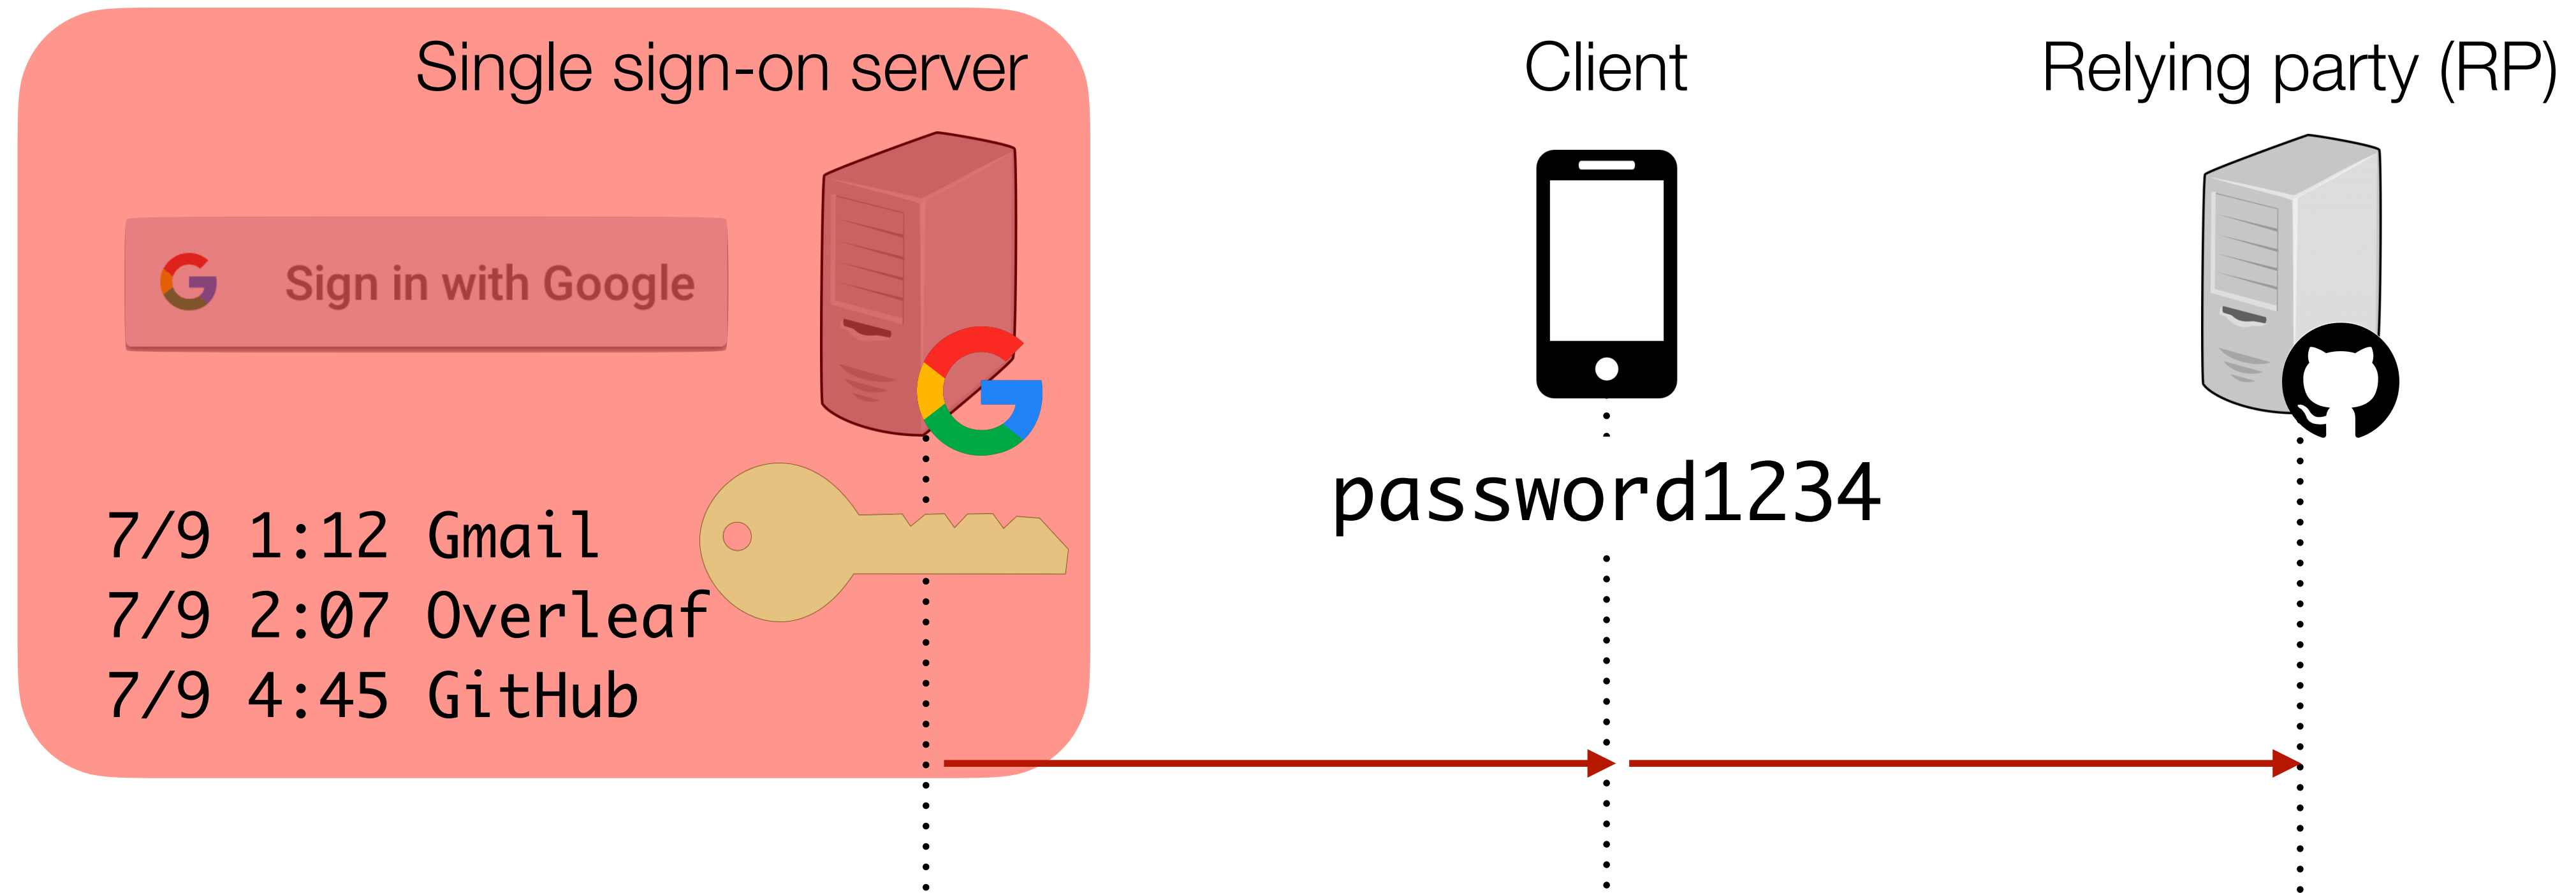 Single sign-on server
Client
Relying party (RP)
Sign in with Google
password1234
7/9 1:12 Gmail
7/9 2:07 Overleaf
7/9 4:45 GitHub